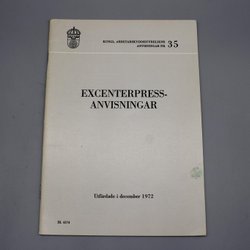 KUNGL. ARBETARSKYDDSSTYRELSENS
ANVISNINGAR NR 35
EXCENTERPRESS-
ANVISNINGAR
Utfärdade i december 1972